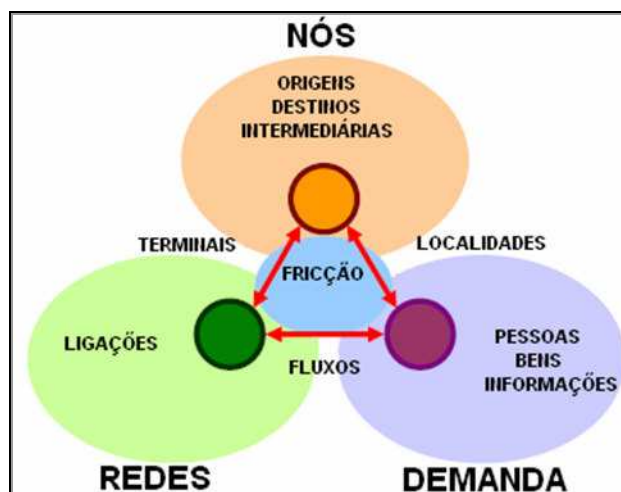 NÓS
ORIGENS
DESTINOS
INTERMEDIÁRIAS
TERMINAIS
LOCALIDADES
FRICÇÃO
LIGAÇÕES
FLUXOS
PESSOAS
BENS
INFORMAÇÕES
REDES
DEMANDA